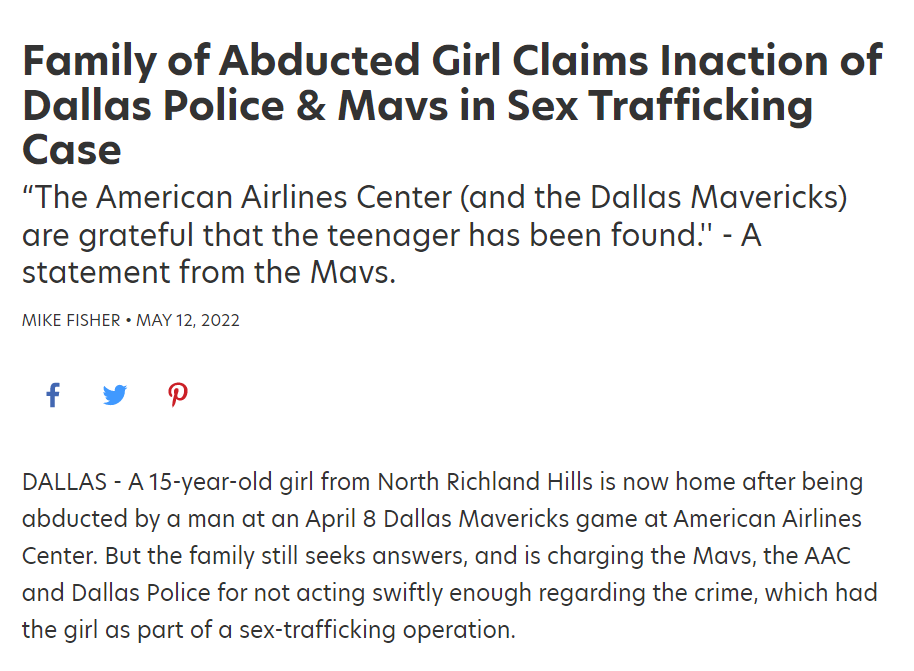 Family of Abducted Girl Claims Inaction of
Dallas Police & Mavs in Sex Trafficking
Case
“The American Airlines Center (and the Dallas Mavericks)
are grateful that the teenager has been found." - A
statement from the Mavs.
MIKE FISHER • MAY 12, 2022
DALLAS - A 15-year-old girl from North Richland Hills is now home after being
abducted by a man at an April 8 Dallas Mavericks game at American Airlines
Center. But the family still seeks answers, and is charging the Mavs, the AAC
and Dallas Police for not acting swiftly enough regarding the crime, which had
the girl as part of a sex-trafficking operation.